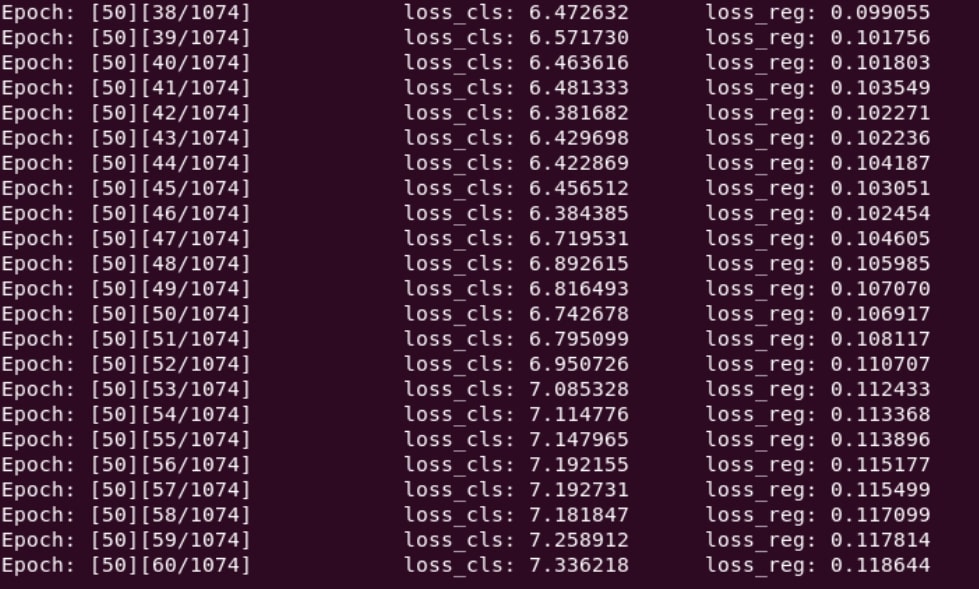 Epoch: [50][38/1074] loss_cls: 6.472632 loss_reg: 0.099055
Epoch: [50][39/1074] loss_cls: 6.571730 loss_reg: 0.101756
Epoch: [50][40/1074] loss_cls: 6.463616 loss_reg: 0.101803
Epoch: [50][41/1074] loss_cls: 6.481333 loss_reg: 0.103549
Epoch: [50][42/1074] loss_cls: 6.381682 loss_reg: 0.102271
Epoch: [50][43/1074] loss_cls: 6.429698 loss_reg: 0.102236
Epoch: [50][44/1074] loss_cls: 6.422869 loss_reg: 0.104187
Epoch: [50][45/1074] loss_cls: 6.456512 loss_reg: 0.103051
Epoch: [50][46/1074] loss_cls: 6.384385 loss_reg: 0.102454
Epoch: [50][47/1074] loss_cls: 6.719531 loss_reg: 0.104605
Epoch: [50][48/1074] loss_cls: 6.892615 loss_reg: 0.105985
Epoch: [50][49/1074] loss_cls: 6.816493 loss_reg: 0.107070
Epoch: [50][50/1074] loss_cls: 6.742678 loss_reg: 0.106917
Epoch: [50][51/1074] loss_cls: 6.795099 loss_reg: 0.108117
Epoch: [50][52/1074] loss_cls: 6.950726 loss_reg: 0.110707
Epoch: [50][53/1074] loss_cls: 7.085328 loss_reg: 0.112433
Epoch: [50][54/1074] loss_cls: 7.114776 loss_reg: 0.113368
Epoch: [50][55/1074] loss_cls: 7.147965 loss_reg: 0.113896
Epoch: [50][56/1074] loss_cls: 7.192155 loss_reg: 0.115177
Epoch: [50][57/1074] loss_cls: 7.192731 loss_reg: 0.115499
Epoch: [50][58/1074] loss_cls: 7.181847 loss_reg: 0.117099
Epoch: [50][59/1074] loss_cls: 7.258912 loss_reg: 0.117814
Epoch: [50][60/1074] loss_cls: 7.336218 loss_reg: 0.118644